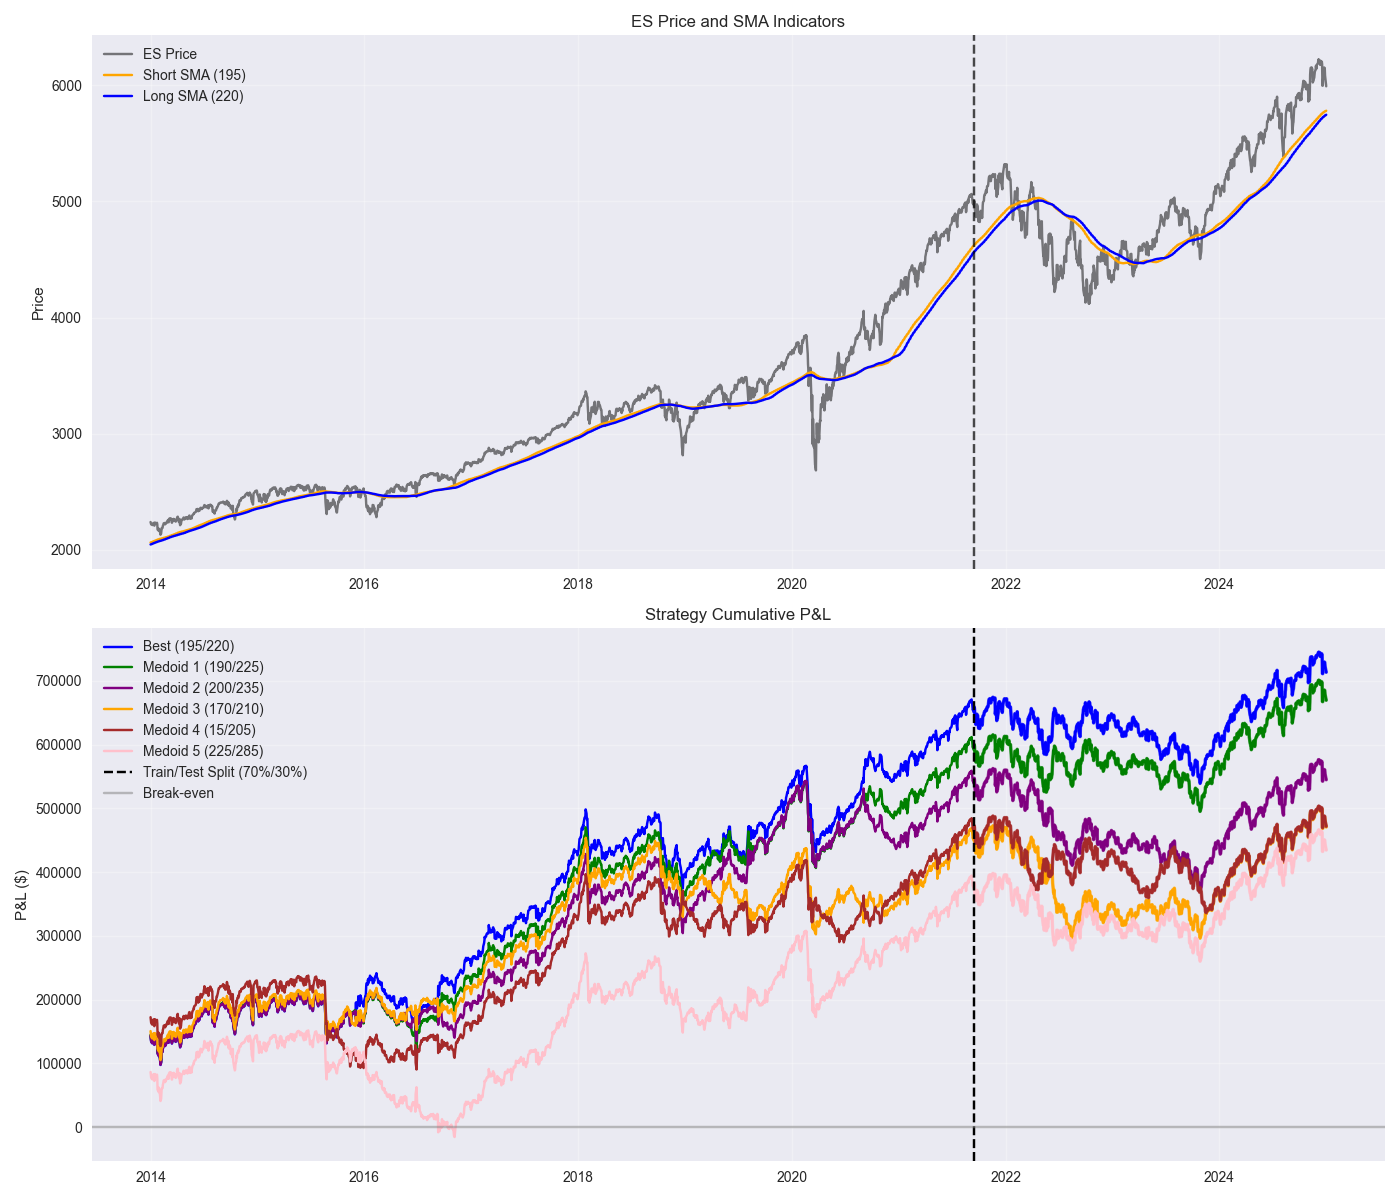 ES Price and SMA Indicators
ES Price
Short SMA (195)
Long SMA (220)
Price
6000
5000
4000
3000
2000
2014
2016
2018
2020
2022
2024
Strategy Cumulative P&L
Best (195/220)
Medoid 1 (190/225)
Medoid 2 (200/235)
Medoid 3 (170/210)
Medoid 4 (15/205)
Medoid 5 (225/285)
Train/Test Split (70%/30%)
Break-even
P&L ($)
700000
600000
500000
400000
300000
200000
100000
0
2014
2016
2018
2020
2022
2024